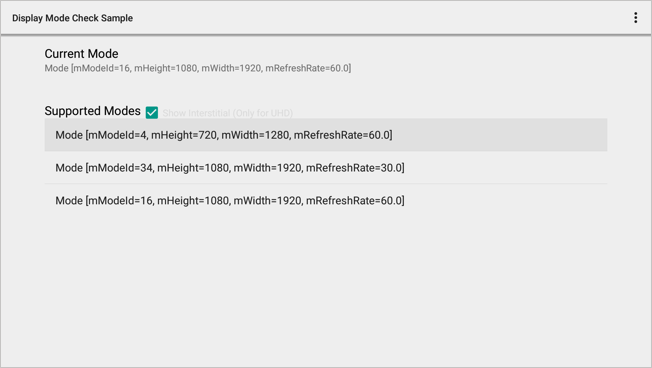 Display Mode Check Sample
Current Mode
Mode [mModeId=16, mHeight=1080, mWidth=1920, mRefreshRate=60.0]
Supported Modes Show Interstitial (Only for UHD)
Mode [mModeId=4, mHeight=720, mWidth=1280, mRefreshRate=60.0]
Mode [mModeId=34, mHeight=1080, mWidth=1920, mRefreshRate=30.0]
Mode [mModeId=16, mHeight=1080, mWidth=1920, mRefreshRate=60.0]